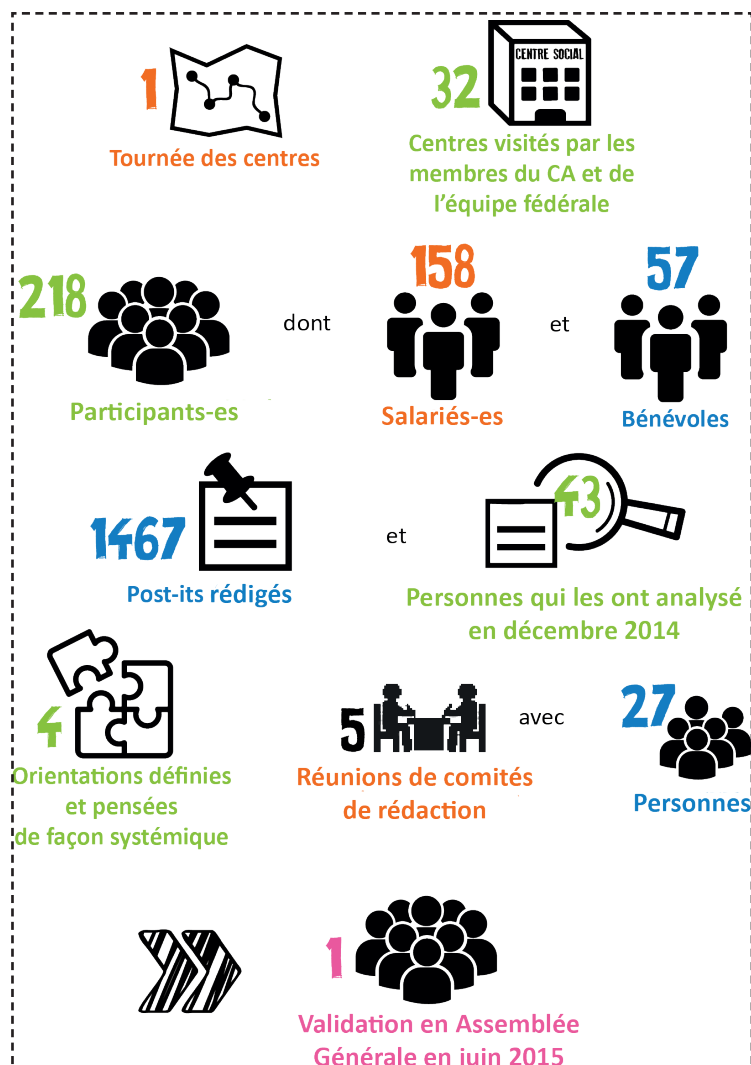 1
Tournée des centres
CENTRE SOCIAL
32
Centres visités par les
membres du CA et de
l’équipe fédérale
218
Participants-es
dont
158
Salariés-es
et
57
Bénévoles
1467
Post-its rédigés
et
43
Personnes qui les ont analysé
en décembre 2014
4
Orientations définies
et pensées
de façon systémique
5
Réunions de comités
de rédaction
avec
27
Personnes
1
Validation en Assemblée
Générale en juin 2015